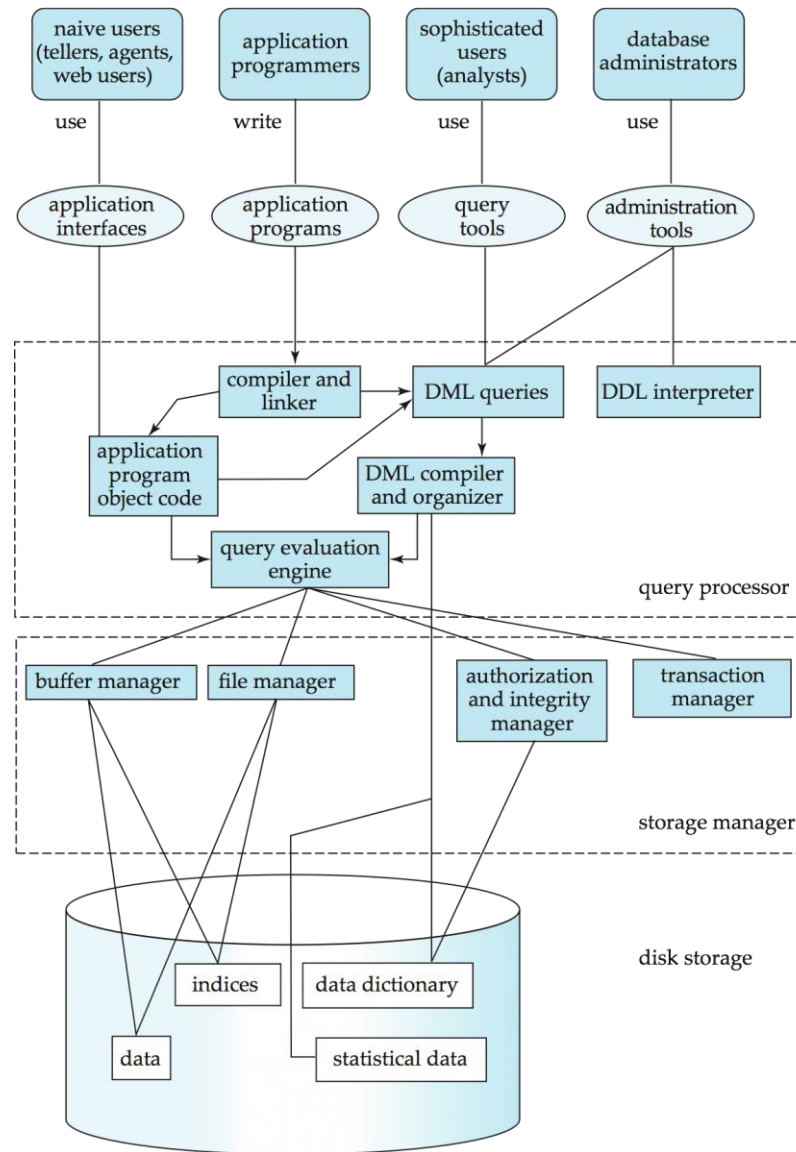 naive users
(tellers, agents,
web users)
application
programmers
sophisticated
users
(analysts)
database
administrators
use
write
use
use
application
interfaces
application
programs
query
tools
administration
tools
compiler and
linker
DML queries
DDL interpreter
application
program
object code
DML compiler
and organizer
query evaluation
engine
query processor
buffer manager
file manager
authorization
and integrity
manager
transaction
manager
storage manager
disk storage
indices
data dictionary
data
statistical data